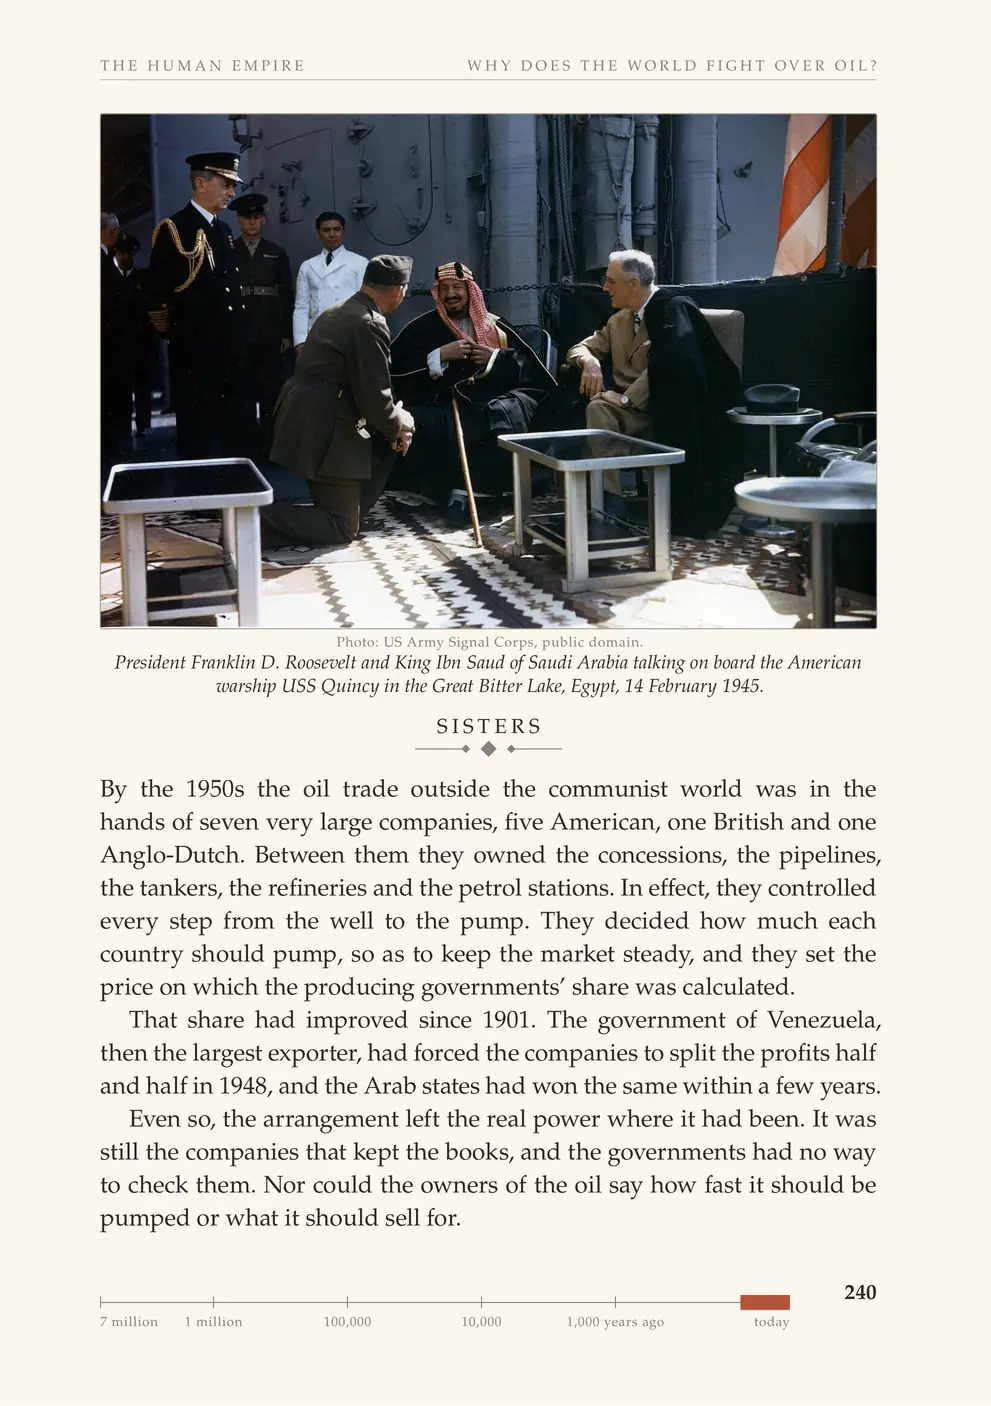 THE HUMAN EMPIRE
WHY DOES THE WORLD FIGHT OVER OIL?
Photo: US Army Signal Corps, public domain.
President Franklin D. Roosevelt and King Ibn Saud of Saudi Arabia talking on board the American
warship USS Quincy in the Great Bitter Lake, Egypt, 14 February 1945.
SISTERS
By the 1950s the oil trade outside the communist world was in the
hands of seven very large companies, five American, one British and one
Anglo-Dutch. Between them they owned the concessions, the pipelines,
the tankers, the refineries and the petrol stations. In effect, they controlled
every step from the well to the pump. They decided how much each
country should pump, so as to keep the market steady, and they set the
price on which the producing governments’ share was calculated.
That share had improved since 1901. The government of Venezuela,
then the largest exporter, had forced the companies to split the profits half
and half in 1948, and the Arab states had won the same within a few years.
Even so, the arrangement left the real power where it had been. It was
still the companies that kept the books, and the governments had no way
to check them. Nor could the owners of the oil say how fast it should be
pumped or what it should sell for.
240
7 million 1 million 100,000 10,000 1,000 years ago today